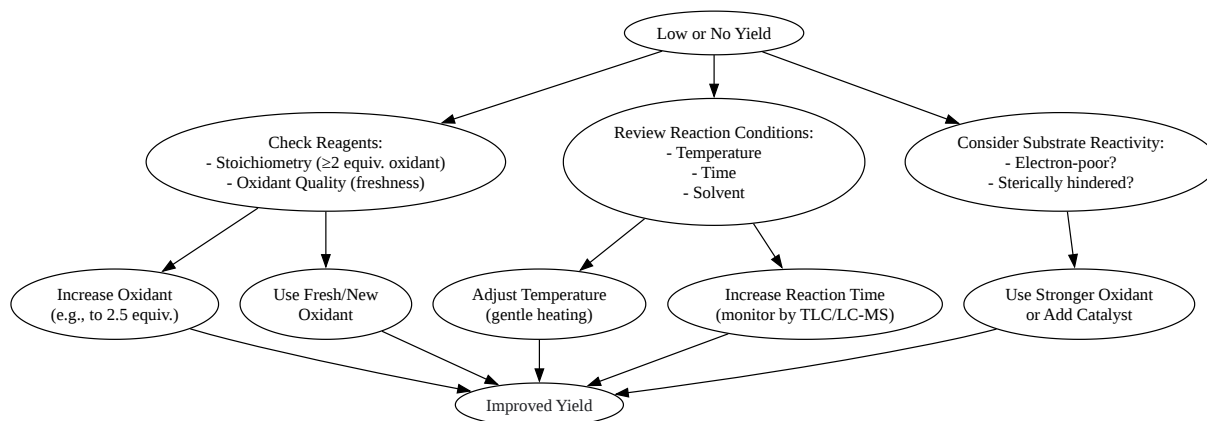 Low or No Yield
Check Reagents:
- Stoichiometry (≥2 equiv. oxidant)
- Oxidant Quality (freshness)
Review Reaction Conditions:
- Temperature
- Time
- Solvent
Consider Substrate Reactivity:
- Electron-poor?
- Sterically hindered?
Increase Oxidant
(e.g., to 2.5 equiv.)
Use Fresh/New
Oxidant
Adjust Temperature
(gentle heating)
Increase Reaction Time
(monitor by TLC/LC-MS)
Use Stronger Oxidant
or Add Catalyst
Improved Yield